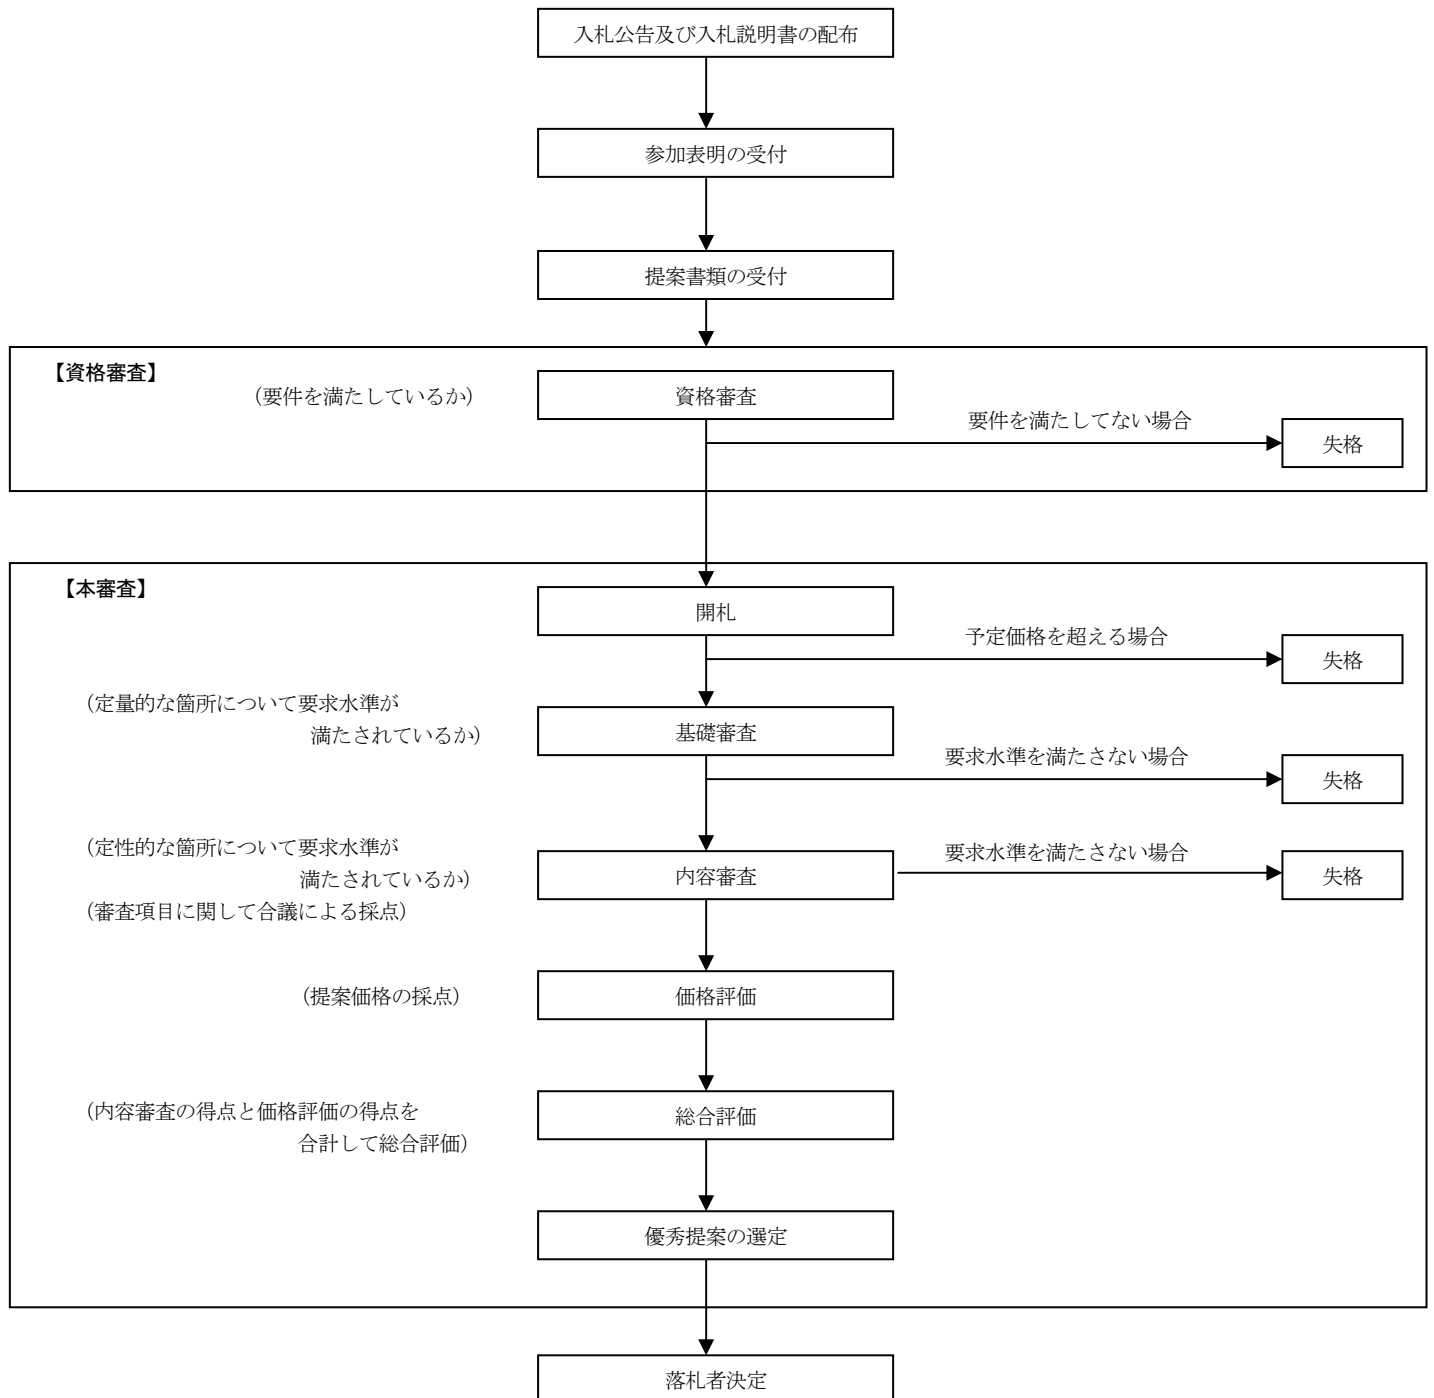 入札公告及び入札説明書の配布
参加表明の受付
提案書類の受付
【資格審査】
（要件を満たしているか）
資格審査
要件を満たしてない場合
失格
【本審査】
開札
予定価格を超える場合
失格
（定量的な箇所について要求水準が
満たされているか）
基礎審査
要求水準を満たさない場合
失格
（定性的な箇所について要求水準が
満たされているか）
（審査項目に関して合議による採点）
内容審査
要求水準を満たさない場合
失格
（提案価格の採点）
価格評価
（内容審査の得点と価格評価の得点を
合計して総合評価）
総合評価
優秀提案の選定
落札者決定